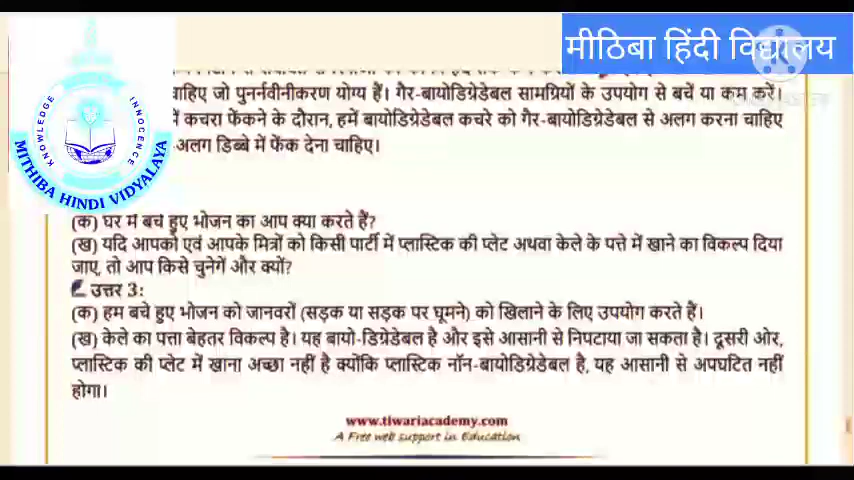 मीठिबा हिंदी विद्यालय
KNOWLEDGE
INNOCENCE
MITHIBA HINDI VIDYALAYA
चाहिए जो पुनर्नवीनीकरण योग्य हैं। गैर-बायोडिग्रेडेबल सामग्रियों के उपयोग से बचें या कम करें।
में कचरा फेंकने के दौरान, हमें बायोडिग्रेडेबल कचरे को गैर-बायोडिग्रेडेबल से अलग करना चाहिए
-अलग डिब्बे में फेंक देना चाहिए।
(क) घर में बचे हुए भोजन का आप क्या करते हैं?
(ख) यदि आपको एवं आपके मित्रों को किसी पार्टी में प्लास्टिक की प्लेट अथवा केले के पत्ते में खाने का विकल्प दिया
जाए, तो आप किसे चुनेगें और क्यों?
उत्तर 3:
(क) हम बचे हुए भोजन को जानवरों (सड़क या सड़क पर घूमने) को खिलाने के लिए उपयोग करते हैं।
(ख) केले का पत्ता बेहतर विकल्प है। यह बायो-डिग्रेडेबल है और इसे आसानी से निपटाया जा सकता है। दूसरी ओर,
प्लास्टिक की प्लेट में खाना अच्छा नहीं है क्योंकि प्लास्टिक नॉन-बायोडिग्रेडेबल है, यह आसानी से अपघटित नहीं
होगा।
www.tiwariacademy.com
A Free web support in Education